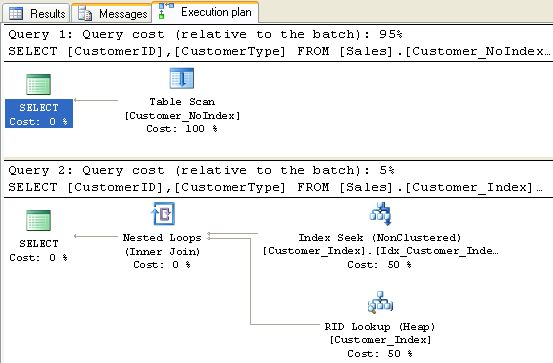 Results Messages Execution plan
Query 1: Query cost (relative to the batch): 95%
SELECT [CustomerID],[CustomerType] FROM [Sales].[Customer_NoIndex…
SELECT
Cost: 0 %
Table Scan
[Customer_NoIndex]
Cost: 100 %
Query 2: Query cost (relative to the batch): 5%
SELECT [CustomerID],[CustomerType] FROM [Sales].[Customer_Index]…
SELECT
Cost: 0 %
Nested Loops
(Inner Join)
Cost: 0 %
Index Seek (NonClustered)
[Customer_Index].[Idx_Customer_Inde…
Cost: 50 %
RID Lookup (Heap)
[Customer_Index]
Cost: 50 %